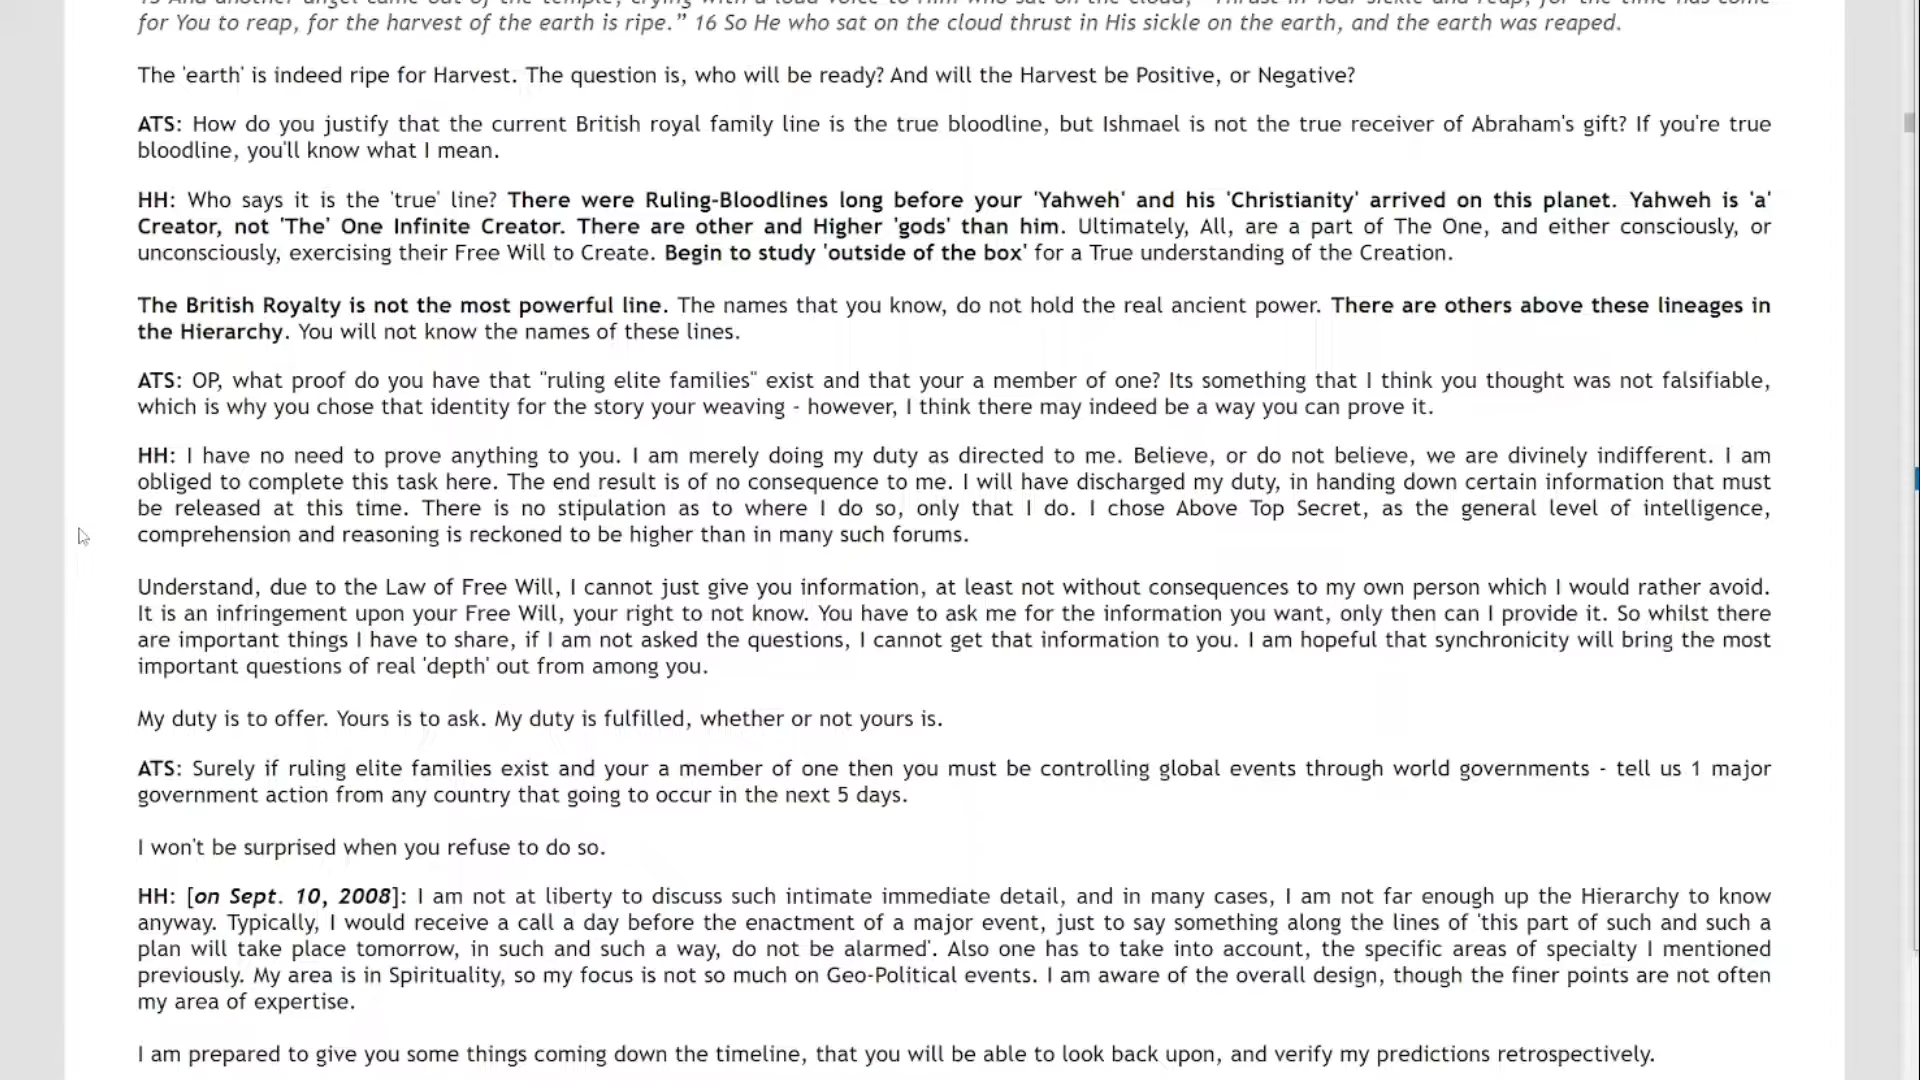 for You to reap, for the harvest of the earth is ripe.” 16 So He who sat on the cloud thrust in His sickle on the earth, and the earth was reaped.
The 'earth' is indeed ripe for Harvest. The question is, who will be ready? And will the Harvest be Positive, or Negative?
ATS: How do you justify that the current British royal family line is the true bloodline, but Ishmael is not the true receiver of Abraham's gift? If you're true
bloodline, you'll know what I mean.
HH: Who says it is the 'true' line? There were Ruling-Bloodlines long before your 'Yahweh' and his 'Christianity' arrived on this planet. Yahweh is 'a'
Creator, not 'The' One Infinite Creator. There are other and Higher 'gods' than him. Ultimately, All, are a part of The One, and either consciously, or
unconsciously, exercising their Free Will to Create. Begin to study 'outside of the box' for a True understanding of the Creation.
The British Royalty is not the most powerful line. The names that you know, do not hold the real ancient power. There are others above these lineages in
the Hierarchy. You will not know the names of these lines.
ATS: OP, what proof do you have that "ruling elite families" exist and that your a member of one? Its something that I think you thought was not falsifiable,
which is why you chose that identity for the story your weaving - however, I think there may indeed be a way you can prove it.
HH: I have no need to prove anything to you. I am merely doing my duty as directed to me. Believe, or do not believe, we are divinely indifferent. I am
obliged to complete this task here. The end result is of no consequence to me. I will have discharged my duty, in handing down certain information that must
be released at this time. There is no stipulation as to where I do so, only that I do. I chose Above Top Secret, as the general level of intelligence,
comprehension and reasoning is reckoned to be higher than in many such forums.
Understand, due to the Law of Free Will, I cannot just give you information, at least not without consequences to my own person which I would rather avoid.
It is an infringement upon your Free Will, your right to not know. You have to ask me for the information you want, only then can I provide it. So whilst there
are important things I have to share, if I am not asked the questions, I cannot get that information to you. I am hopeful that synchronicity will bring the most
important questions of real 'depth' out from among you.
My duty is to offer. Yours is to ask. My duty is fulfilled, whether or not yours is.
ATS: Surely if ruling elite families exist and your a member of one then you must be controlling global events through world governments - tell us 1 major
government action from any country that going to occur in the next 5 days.
I won't be surprised when you refuse to do so.
HH: [on Sept. 10, 2008]: I am not at liberty to discuss such intimate immediate detail, and in many cases, I am not far enough up the Hierarchy to know
anyway. Typically, I would receive a call a day before the enactment of a major event, just to say something along the lines of 'this part of such and such a
plan will take place tomorrow, in such and such a way, do not be alarmed'. Also one has to take into account, the specific areas of specialty I mentioned
previously. My area is in Spirituality, so my focus is not so much on Geo-Political events. I am aware of the overall design, though the finer points are not often
my area of expertise.
I am prepared to give you some things coming down the timeline, that you will be able to look back upon, and verify my predictions retrospectively.